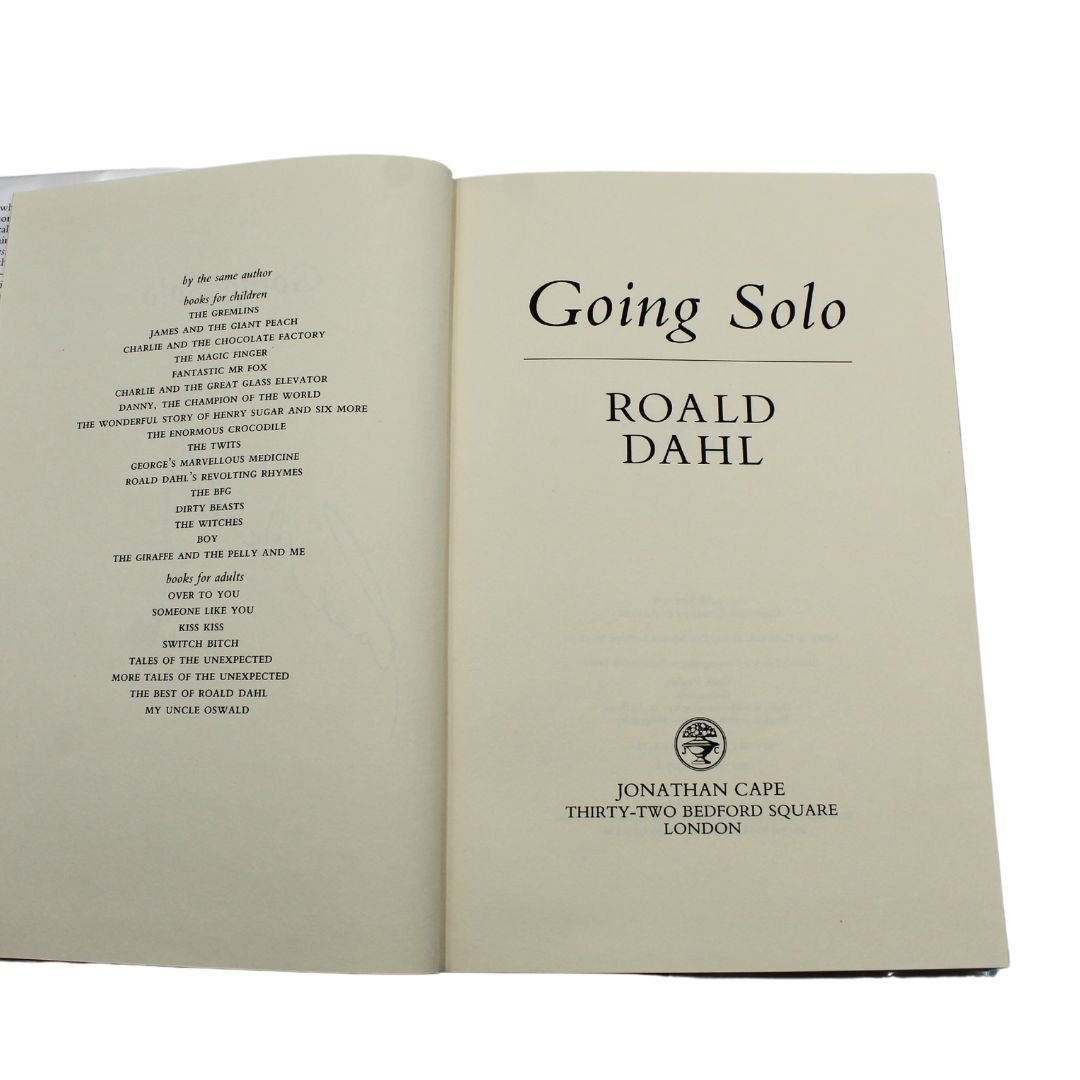 by the same author
books for children
THE GREMLINS
JAMES AND THE GIANT PEACH
CHARLIE AND THE CHOCOLATE FACTORY
THE MAGIC FINGER
FANTASTIC MR FOX
CHARLIE AND THE GREAT GLASS ELEVATOR
DANNY, THE CHAMPION OF THE WORLD
THE WONDERFUL STORY OF HENRY SUGAR AND SIX MORE
THE ENORMOUS CROCODILE
THE TWITS
GEORGE'S MARVELLOUS MEDICINE
ROALD DAHL'S REVOLTING RHYMES
THE BFG
DIRTY BEASTS
THE WITCHES
BOY
THE GIRAFFE AND THE PELLY AND ME
books for adults
OVER TO YOU
SOMEONE LIKE YOU
KISS KISS
SWITCH BITCH
TALES OF THE UNEXPECTED
MORE TALES OF THE UNEXPECTED
THE BEST OF ROALD DAHL
MY UNCLE OSWALD
Going Solo
ROALD
DAHL
J C
JONATHAN CAPE
THIRTY-TWO BEDFORD SQUARE
LONDON